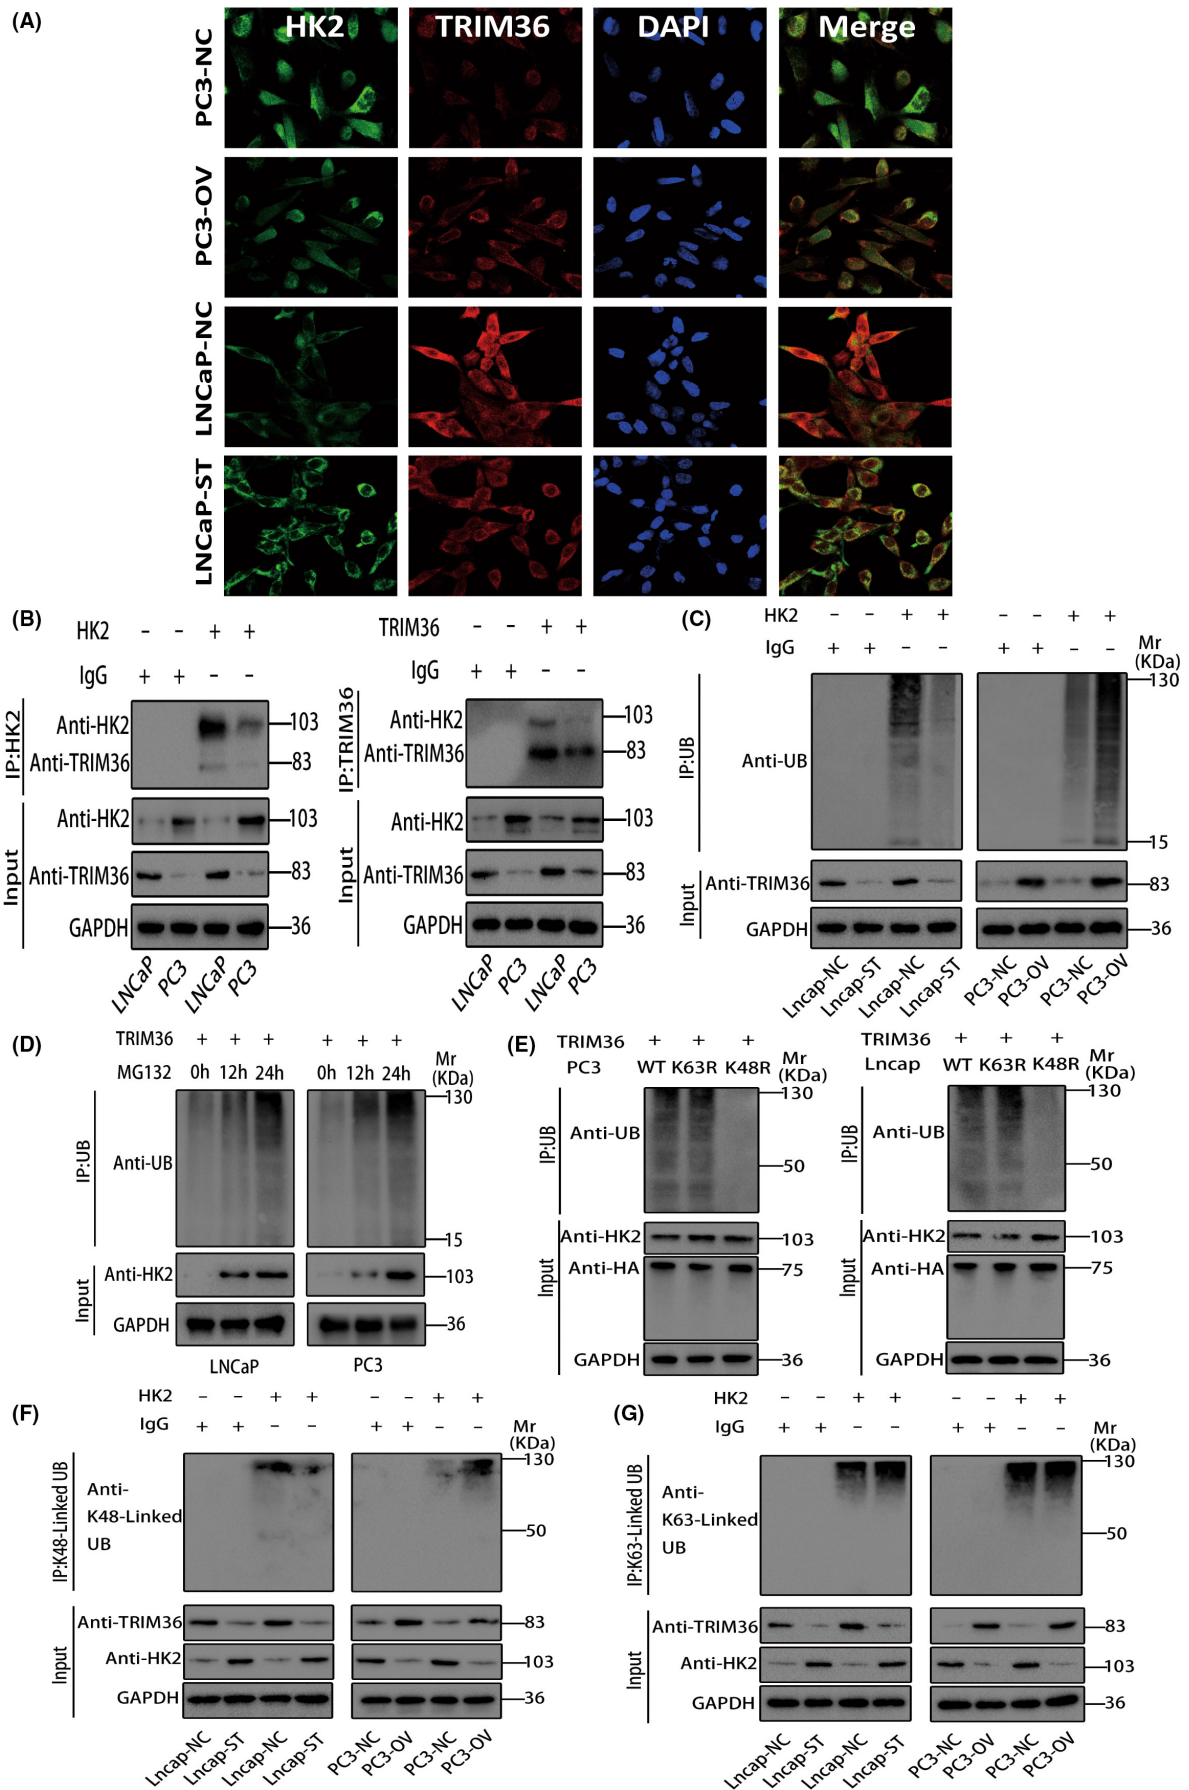 (A)
HK2 TRIM36 DAPI Merge
PC3-NC
PC3-OV
LNCaP-NC
LNCaP-ST
(B)
HK2 - - + +
IgG + + - -
IP:HK2
Anti-HK2 103
Anti-TRIM36 83
Input
Anti-HK2 103
Anti-TRIM36 83
GAPDH 36
LNCaP PC3 LNCaP PC3
TRIM36 - - + +
IgG + + - -
IP:TRIM36
Anti-HK2 103
Anti-TRIM36 83
Input
Anti-HK2 103
Anti-TRIM36 83
GAPDH 36
LNCaP PC3 LNCaP PC3
(C)
HK2 - - + + - - + +
IgG + + - - + + - - Mr
(KDa)
IP:UB
130
Anti-UB
15
Input
Anti-TRIM36 83
GAPDH 36
Lncap-NC Lncap-ST Lncap-NC Lncap-ST PC3-NC PC3-OV PC3-NC PC3-OV
(D)
TRIM36 + + + + + +
MG132 0h 12h 24h 0h 12h 24h Mr
(KDa)
IP:UB
130
Anti-UB
15
Input
Anti-HK2 103
GAPDH 36
LNCaP PC3
(E)
TRIM36 + + +
PC3 WT K63R K48R Mr
(KDa)
IP:UB
130
Anti-UB
50
Input
Anti-HK2 103
Anti-HA 75
GAPDH 36
TRIM36 + + +
Lncap WT K63R K48R Mr
(KDa)
IP:UB
130
Anti-UB
50
Input
Anti-HK2 103
Anti-HA 75
GAPDH 36
(F)
HK2 - - + + - - + +
IgG + + - - + + - - Mr
(KDa)
IP:K48-Linked UB
130
Anti-
K48-Linked
UB
50
Input
Anti-TRIM36 83
Anti-HK2 103
GAPDH 36
Lncap-NC Lncap-ST Lncap-NC Lncap-ST PC3-NC PC3-OV PC3-NC PC3-OV
(G)
HK2 - - + + - - + +
IgG + + - - + + - - Mr
(KDa)
IP:K63-Linked UB
130
Anti-
K63-Linked
UB
50
Input
Anti-TRIM36 83
Anti-HK2 103
GAPDH 36
Lncap-NC Lncap-ST Lncap-NC Lncap-ST PC3-NC PC3-OV PC3-NC PC3-OV